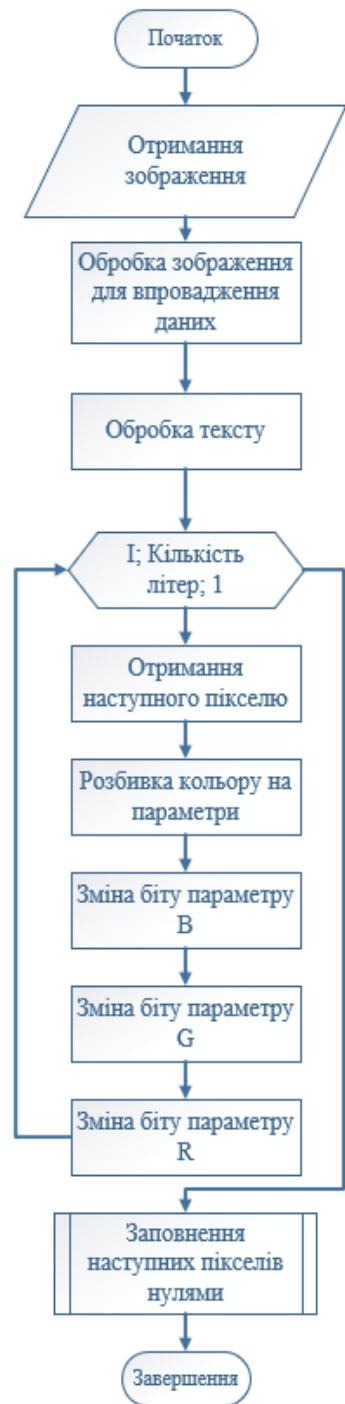 Початок
Отримання
зображення
Обробка зображення
для впровадження
даних
Обробка тексту
І; Кількість
літер; 1
Отримання
наступного пікселю
Розбивка кольору на
параметри
Зміна біту параметру
B
Зміна біту параметру
G
Зміна біту параметру
R
Заповнення
наступних пікселів
нулями
Завершення